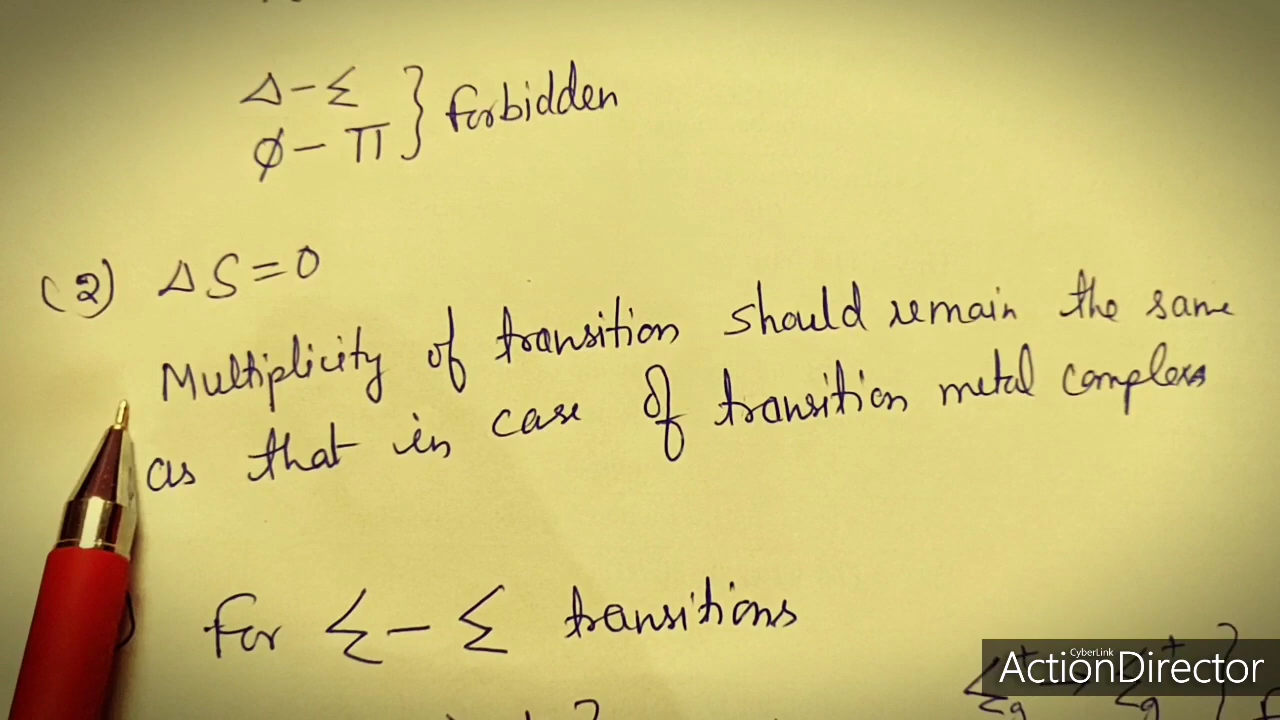 Δ - Σ } Forbidden
φ - Π
(2) ΔS = 0
Multiplicity of transition should remain the same
as that in case of transition metal complexes
For Σ - Σ transitions
CyberLink
ActionDirector